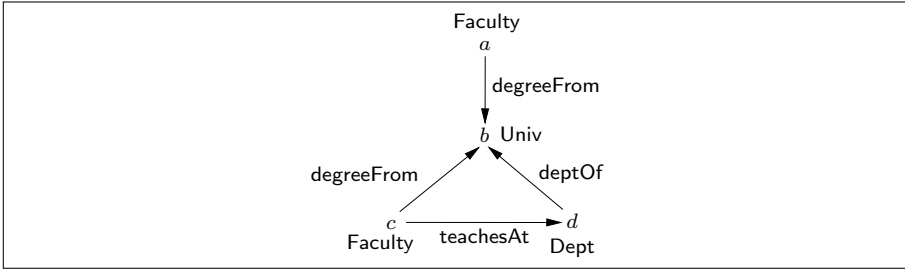 Faculty
a
degreeFrom
b Univ
degreeFrom
deptOf
c
d
Faculty
teachesAt
Dept